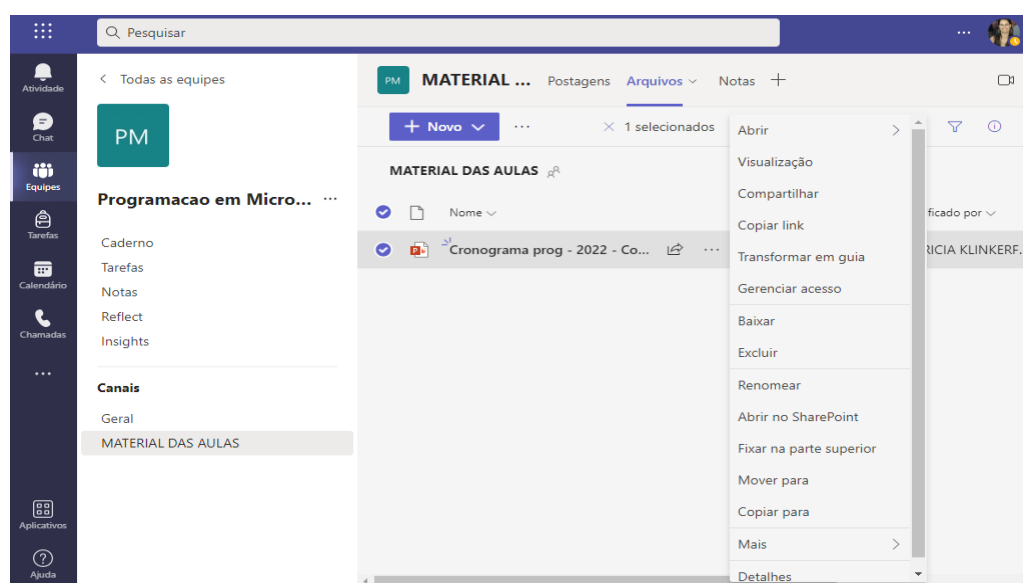 Pesquisar
Atividade
Chat
Equipes
Tarefas
Calendário
Chamadas
Aplicativos
Ajuda
Todas as equipes
PM
Programacao em Micro...
Caderno
Tarefas
Notas
Reflect
Insights
Canais
Geral
MATERIAL DAS AULAS
PM MATERIAL ... Postagens Arquivos Notas
Novo 1 selecionados
MATERIAL DAS AULAS
Nome ficado por
Cronograma prog - 2022 - Co... RICIA KLINKERF.
Abrir
Visualização
Compartilhar
Copiar link
Transformar em guia
Gerenciar acesso
Baixar
Excluir
Renomear
Abrir no SharePoint
Fixar na parte superior
Mover para
Copiar para
Mais
Detalhes